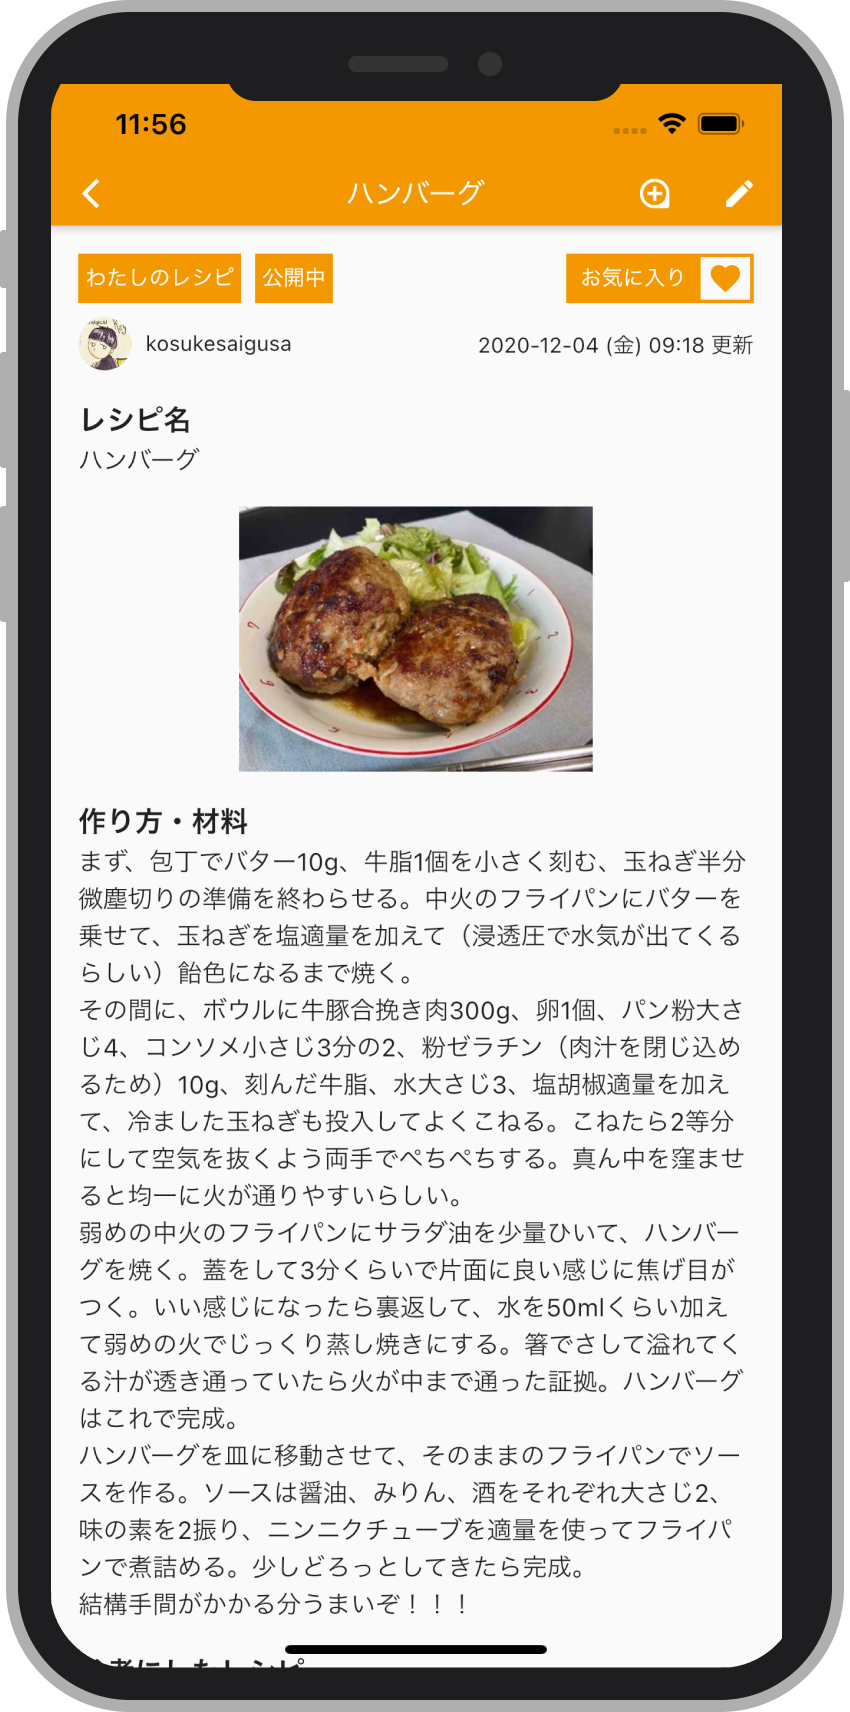 11:56
ハンバーグ
わたしのレシピ 公開中 お気に入り
kosukesaigusa 2020-12-04 (金) 09:18 更新
レシピ名
ハンバーグ
作り方・材料
まず、包丁でバター10g、牛脂1個を小さく刻む、玉ねぎ半分
微塵切りの準備を終わらせる。中火のフライパンにバターを
乗せて、玉ねぎを塩適量を加えて（浸透圧で水気が出てくる
らしい）飴色になるまで焼く。
その間に、ボウルに牛豚合挽き肉300g、卵1個、パン粉大さ
じ4、コンソメ小さじ3分の2、粉ゼラチン（肉汁を閉じ込め
るため）10g、刻んだ牛脂、水大さじ3、塩胡椒適量を加え
て、冷ました玉ねぎも投入してよくこねる。こねたら2等分
にして空気を抜くよう両手でぺちぺちする。真ん中を窪ませ
ると均一に火が通りやすいらしい。
弱めの中火のフライパンにサラダ油を少量ひいて、ハンバー
グを焼く。蓋をして3分くらいで片面に良い感じに焦げ目が
つく。いい感じになったら裏返して、水を50mlくらい加え
て弱めの火でじっくり蒸し焼きにする。箸でさして溢れてく
る汁が透き通っていたら火が中まで通った証拠。ハンバーグ
はこれで完成。
ハンバーグを皿に移動させて、そのままのフライパンでソー
スを作る。ソースは醤油、みりん、酒をそれぞれ大さじ2、
味の素を2振り、ニンニクチューブを適量を使ってフライパ
ンで煮詰める。少しどろっとしてきたら完成。
結構手間がかかる分うまいぞ！！！